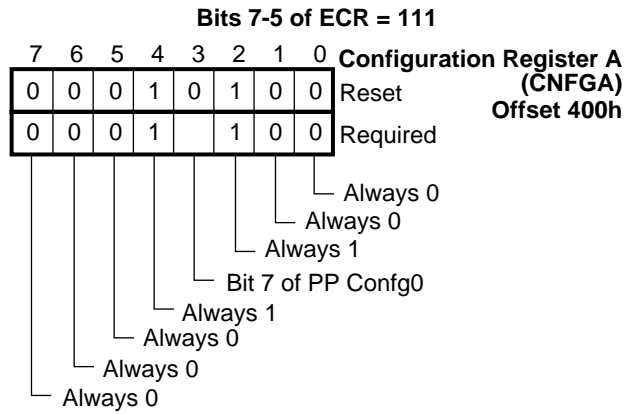 Bits 7-5 of ECR = 111
7 6 5 4 3 2 1 0 Configuration Register A
(CNFGA)
0 0 0 1 0 1 0 0 Reset
Offset 400h
0 0 0 1 1 0 0 Required
Always 0
Always 0
Always 1
Bit 7 of PP Confg0
Always 1
Always 0
Always 0
Always 0